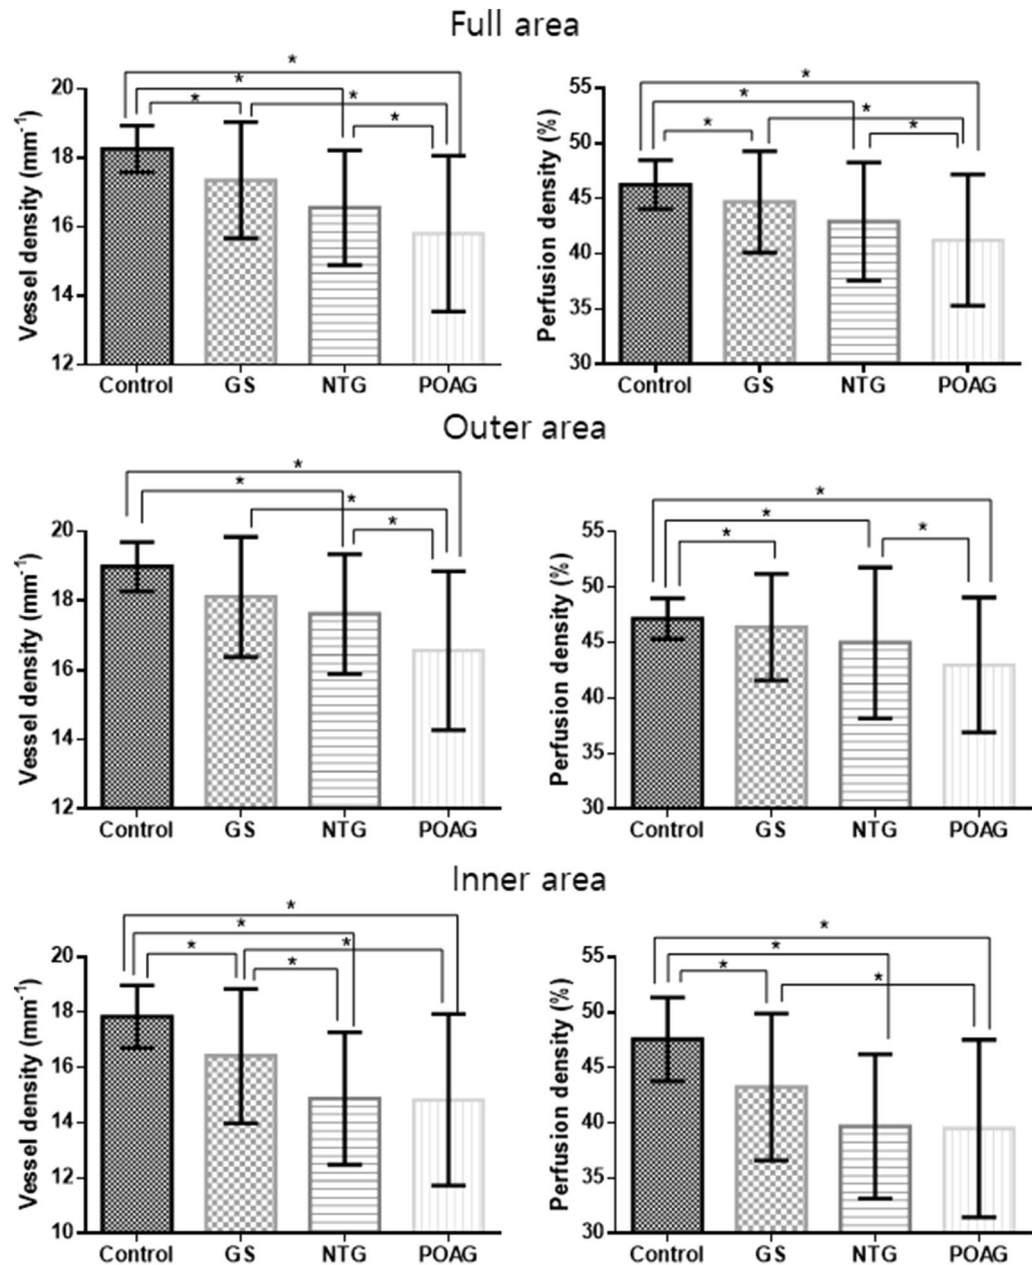 Full area
Vessel density (mm-1)
20
18
16
14
12
* * * * *
Control GS NTG POAG
Perfusion density (%)
55
50
45
40
35
30
* * * * *
Control GS NTG POAG
Outer area
Vessel density (mm-1)
20
18
16
14
12
* * * *
Control GS NTG POAG
Perfusion density (%)
55
50
45
40
35
30
* * * *
Control GS NTG POAG
Inner area
Vessel density (mm-1)
20
18
16
14
12
10
* * * * *
Control GS NTG POAG
Perfusion density (%)
55
50
45
40
35
30
* * * *
Control GS NTG POAG